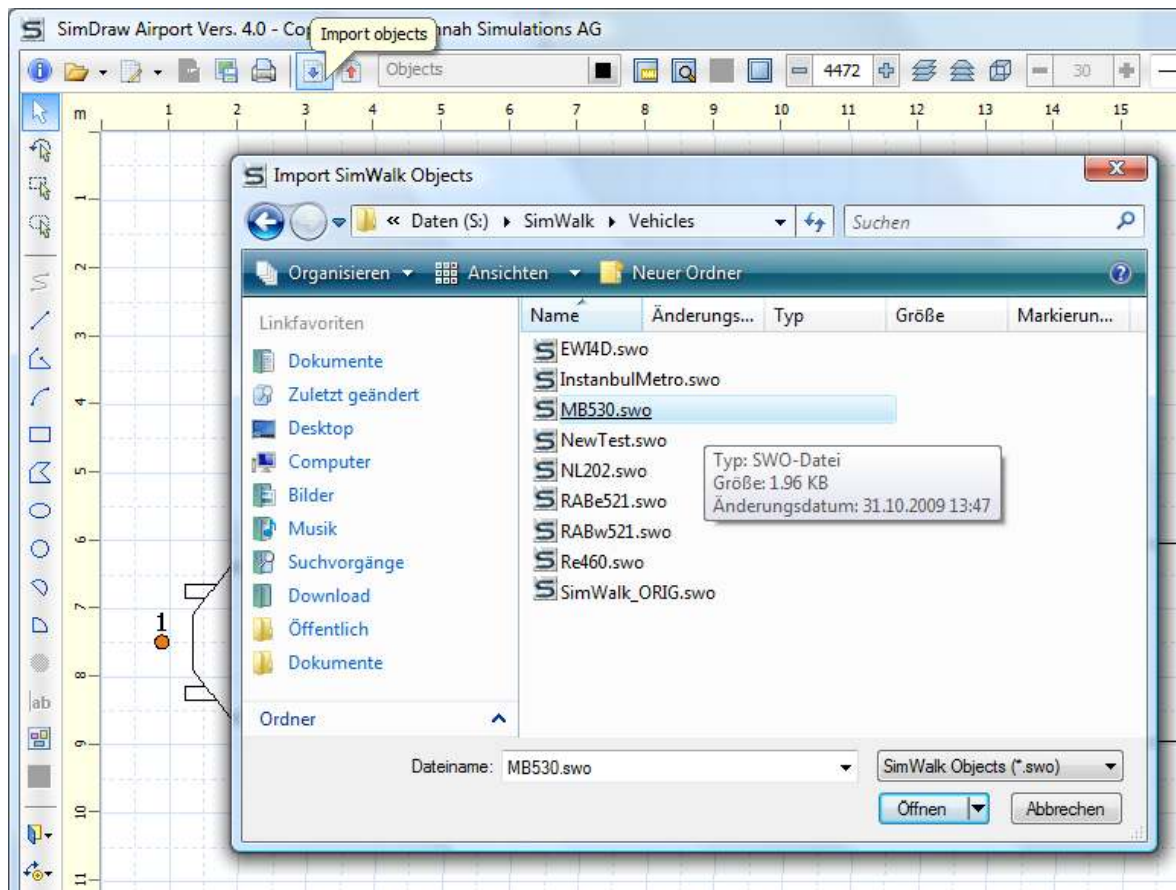 SimDraw Airport Vers. 4.0 - Co
nnah Simulations AG
Import objects
Objects
4472
30
m
1 2 3 4 5 6 7 8 9 10 11 12 13 14 15
1
2
3
4
5
6
7
8
9
10
11
ab
1
Import SimWalk Objects
« Daten (S:) SimWalk Vehicles
Suchen
Organisieren Ansichten Neuer Ordner
Linkfavoriten
Dokumente
Zuletzt geändert
Desktop
Computer
Bilder
Musik
Suchvorgänge
Download
Öffentlich
Dokumente
Ordner
Name Änderungs... Typ Größe Markierun...
EWI4D.swo
InstanbulMetro.swo
MB530.swo
NewTest.swo
NL202.swo
RABe521.swo
RABw521.swo
Re460.swo
SimWalk_ORIG.swo
Typ: SWO-Datei
Größe: 1.96 KB
Änderungsdatum: 31.10.2009 13:47
Dateiname: MB530.swo
SimWalk Objects (*.swo)
Öffnen Abbrechen